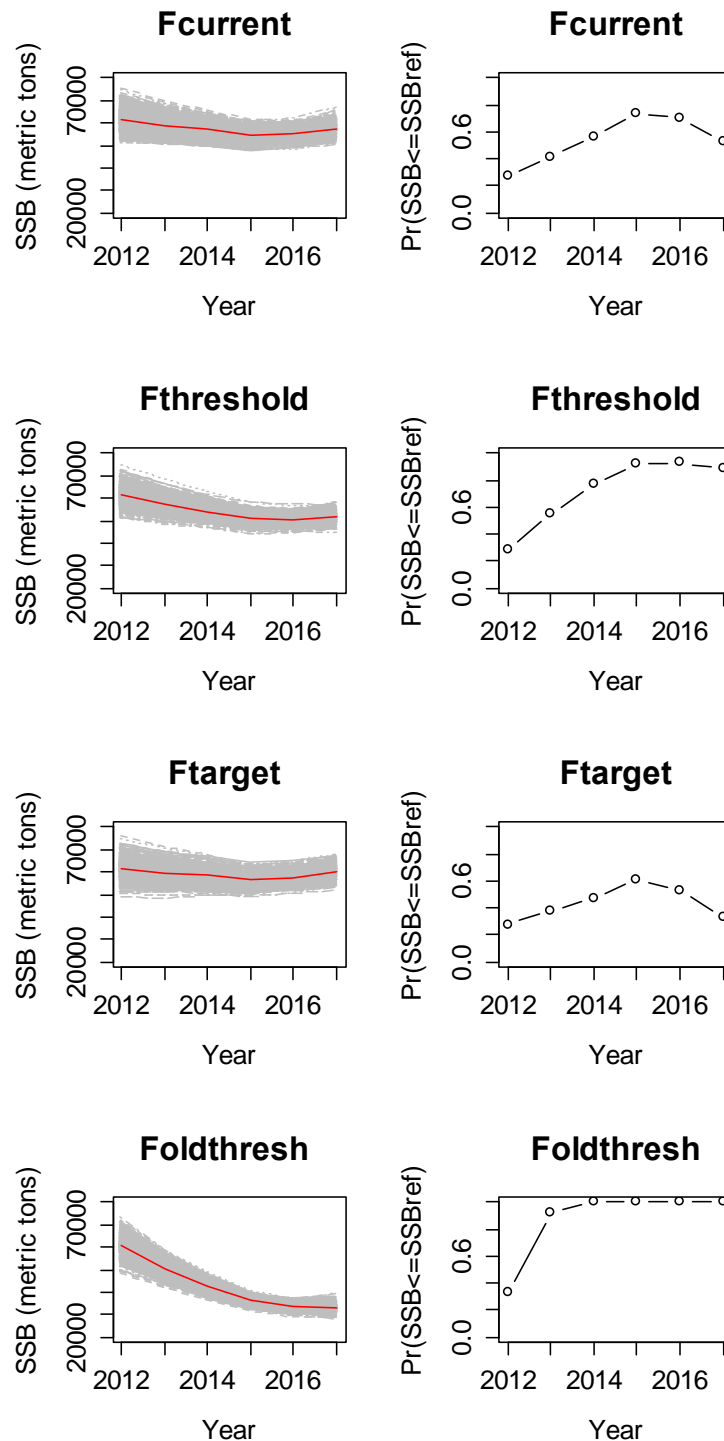 Fcurrent
SSB (metric tons)
70000
20000
2012 2014 2016
Year
Fcurrent
Pr(SSB<=SSBref)
0.6
0.0
2012 2014 2016
Year
Fthreshold
SSB (metric tons)
70000
20000
2012 2014 2016
Year
Fthreshold
Pr(SSB<=SSBref)
0.6
0.0
2012 2014 2016
Year
Ftarget
SSB (metric tons)
70000
20000
2012 2014 2016
Year
Ftarget
Pr(SSB<=SSBref)
0.6
0.0
2012 2014 2016
Year
Foldthresh
SSB (metric tons)
70000
20000
2012 2014 2016
Year
Foldthresh
Pr(SSB<=SSBref)
0.6
0.0
2012 2014 2016
Year